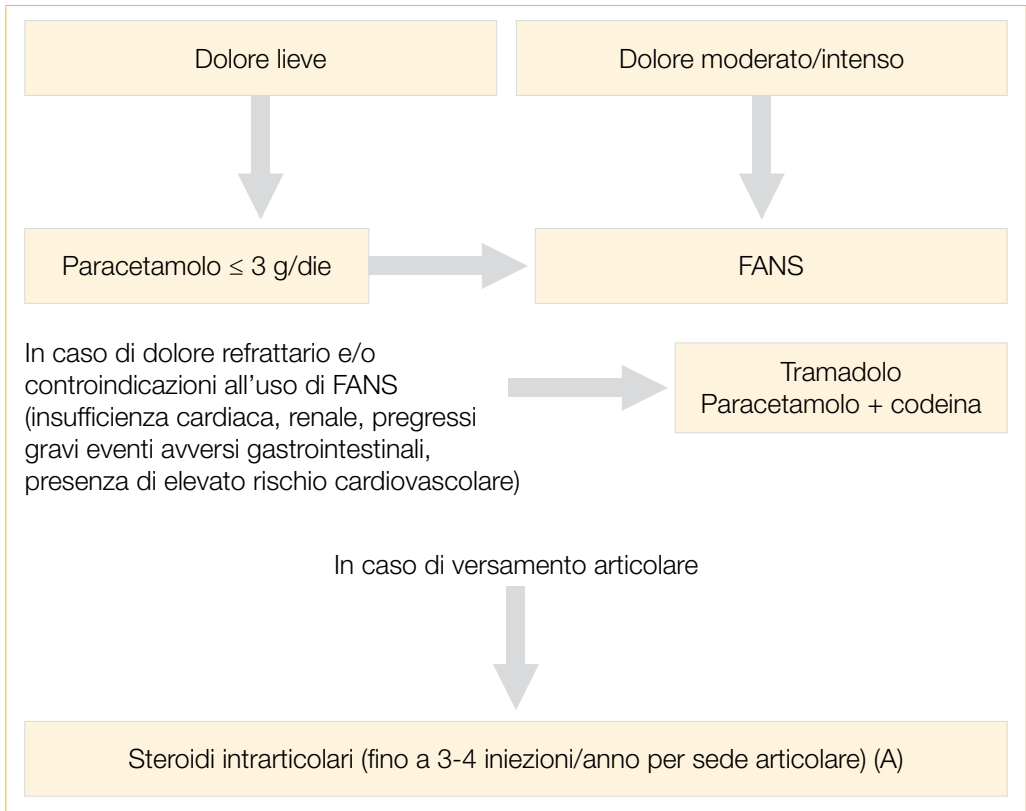 Dolore lieve
Dolore moderato/intenso
Paracetamolo ≤ 3 g/die
FANS
In caso di dolore refrattario e/o
controindicazioni all’uso di FANS
(insufficienza cardiaca, renale, pregressi
gravi eventi avversi gastrointestinali,
presenza di elevato rischio cardiovascolare)
Tramadolo
Paracetamolo + codeina
In caso di versamento articolare
Steroidi intrarticolari (fino a 3-4 iniezioni/anno per sede articolare) (A)